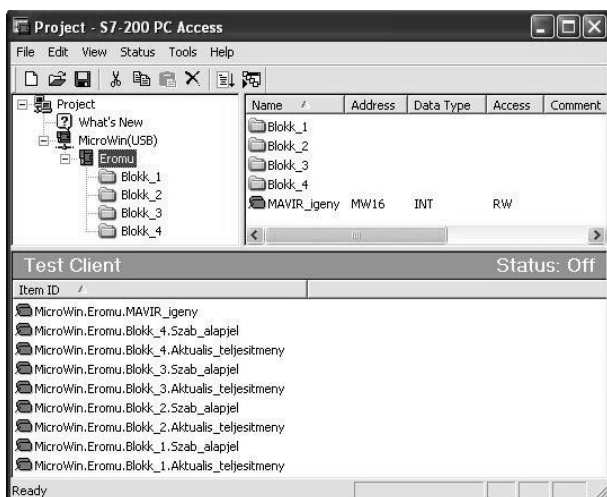 Project - S7-200 PC Access
File Edit View Status Tools Help
Project
What's New
MicroWin(USB)
Eromu
Blokk_1
Blokk_2
Blokk_3
Blokk_4
Name Address Data Type Access Comment
Blokk_1
Blokk_2
Blokk_3
Blokk_4
MAVIR_igeny MW16 INT RW
Test Client Status: Off
Item ID
MicroWin.Eromu.MAVIR_igeny
MicroWin.Eromu.Blokk_4.Szab_alapjel
MicroWin.Eromu.Blokk_4.Aktualis_teljesitmeny
MicroWin.Eromu.Blokk_3.Szab_alapjel
MicroWin.Eromu.Blokk_3.Aktualis_teljesitmeny
MicroWin.Eromu.Blokk_2.Szab_alapjel
MicroWin.Eromu.Blokk_2.Aktualis_teljesitmeny
MicroWin.Eromu.Blokk_1.Szab_alapjel
MicroWin.Eromu.Blokk_1.Aktualis_teljesitmeny
Ready